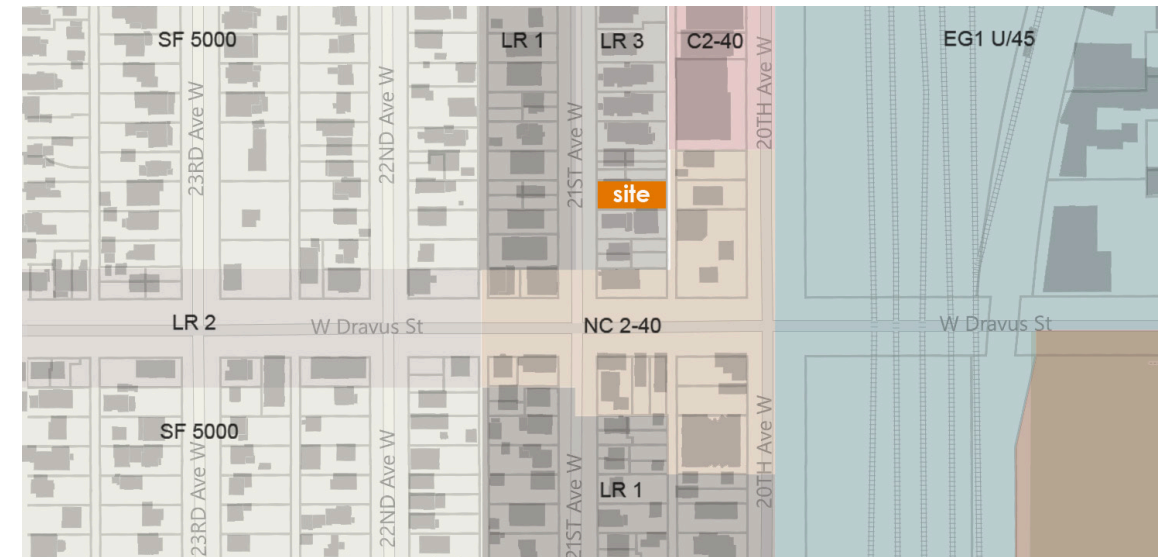 SF 5000
LR 1
LR 3
C2-40
EG1 U/45
23RD Ave W
22ND Ave W
21ST Ave W
20TH Ave W
site
LR 2
W Dravus St
NC 2-40
W Dravus St
SF 5000
23RD Ave W
22ND Ave W
21ST Ave W
LR 1
20TH Ave W